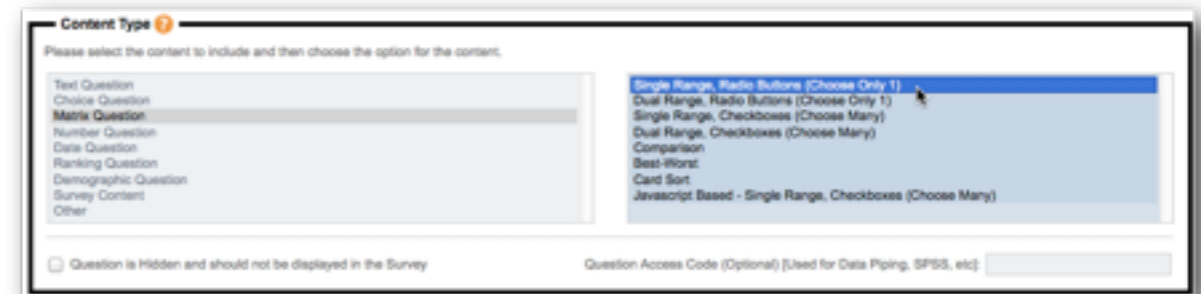 Content Type ?
Please select the content to include and then choose the option for the content.
Text Question
Choice Question
Matrix Question
Number Question
Date Question
Ranking Question
Demographic Question
Survey Content
Other
Single Range, Radio Buttons (Choose Only 1)
Dual Range, Radio Buttons (Choose Only 1)
Single Range, Checkboxes (Choose Many)
Dual Range, Checkboxes (Choose Many)
Comparison
Best-Worst
Card Sort
Javascript Based - Single Range, Checkboxes (Choose Many)
Question is Hidden and should not be displayed in the Survey
Question Access Code (Optional) [Used for Data Piping, SPSS, etc]: